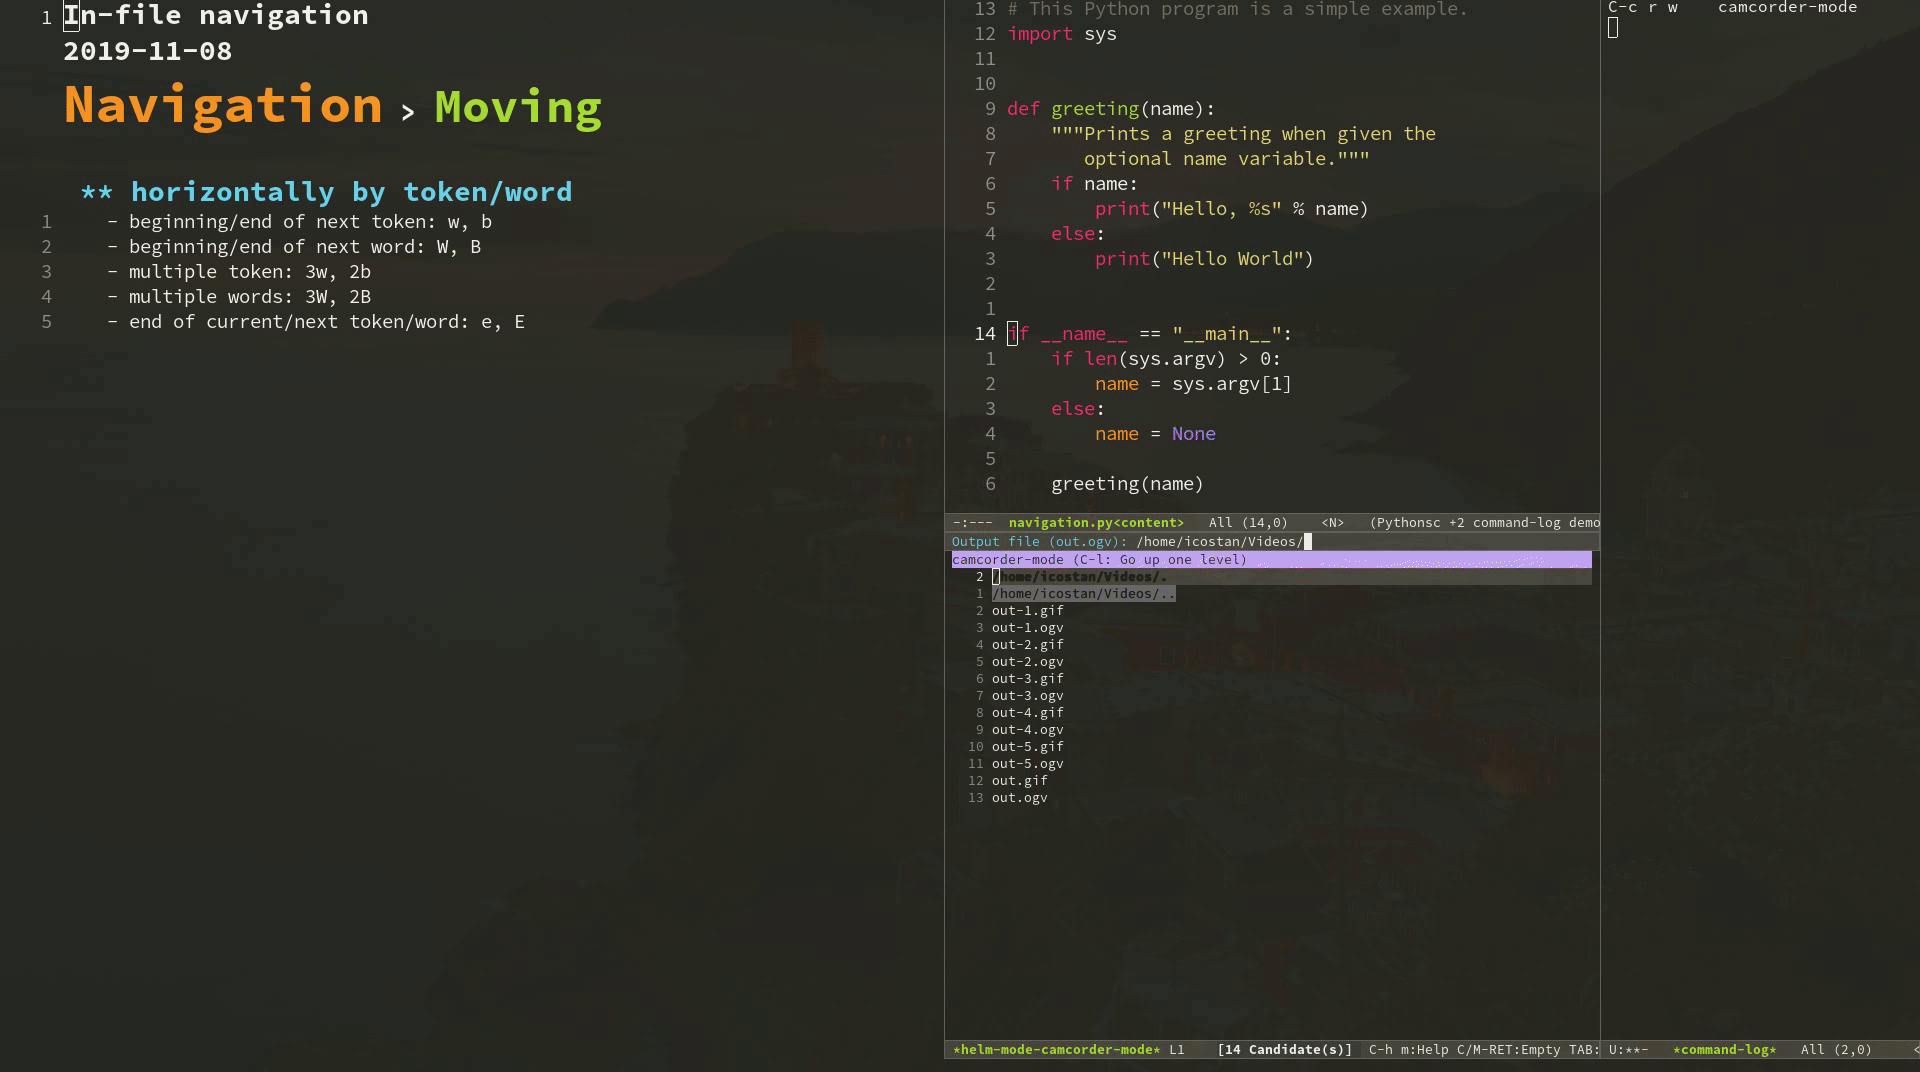 1 In-file navigation
2019-11-08
Navigation > Moving
** horizontally by token/word
1 - beginning/end of next token: w, b
2 - beginning/end of next word: W, B
3 - multiple token: 3w, 2b
4 - multiple words: 3W, 2B
5 - end of current/next token/word: e, E
13 # This Python program is a simple example.
12 import sys
11
10
9 def greeting(name):
8     """Prints a greeting when given the
7        optional name variable."""
6     if name:
5         print("Hello, %s" % name)
4     else:
3         print("Hello World")
2
1
14 if __name__ == "__main__":
1     if len(sys.argv) > 0:
2         name = sys.argv[1]
3     else:
4         name = None
5
6     greeting(name)
-:--- navigation.py<content> All (14,0) <N> (Pythonsc +2 command-log demo
Output file (out.ogv): /home/icostan/Videos/
camcorder-mode (C-l: Go up one level)
2 /home/icostan/Videos/.
1 /home/icostan/Videos/..
2 out-1.gif
3 out-1.ogv
4 out-2.gif
5 out-2.ogv
6 out-3.gif
7 out-3.ogv
8 out-4.gif
9 out-4.ogv
10 out-5.gif
11 out-5.ogv
12 out.gif
13 out.ogv
*helm-mode-camcorder-mode* L1 [14 Candidate(s)] C-h m:Help C/M-RET:Empty TAB:
C-c r w camcorder-mode
U:**- *command-log* All (2,0) <